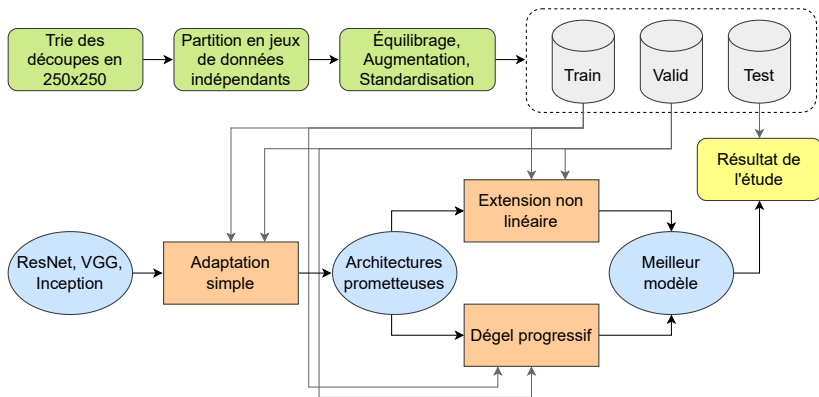 Trie des
découpes en
250x250
Partition en jeux
de données
indépendants
Équilibrage,
Augmentation,
Standardisation
Train
Valid
Test
Résultat de
l'étude
ResNet, VGG,
Inception
Adaptation
simple
Architectures
prometteuses
Extension non
linéaire
Dégel progressif
Meilleur
modèle